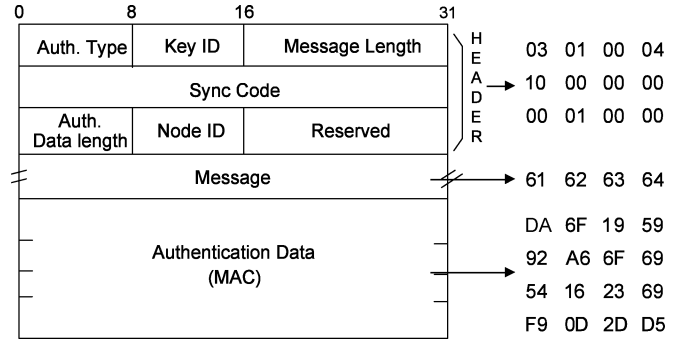 0 8 16 31
Auth. Type Key ID Message Length
Sync Code
Auth.
Data length Node ID Reserved
Message
Authentication Data
(MAC)
HEADER
03 01 00 04
10 00 00 00
00 01 00 00
61 62 63 64
DA 6F 19 59
92 A6 6F 69
54 16 23 69
F9 0D 2D D5